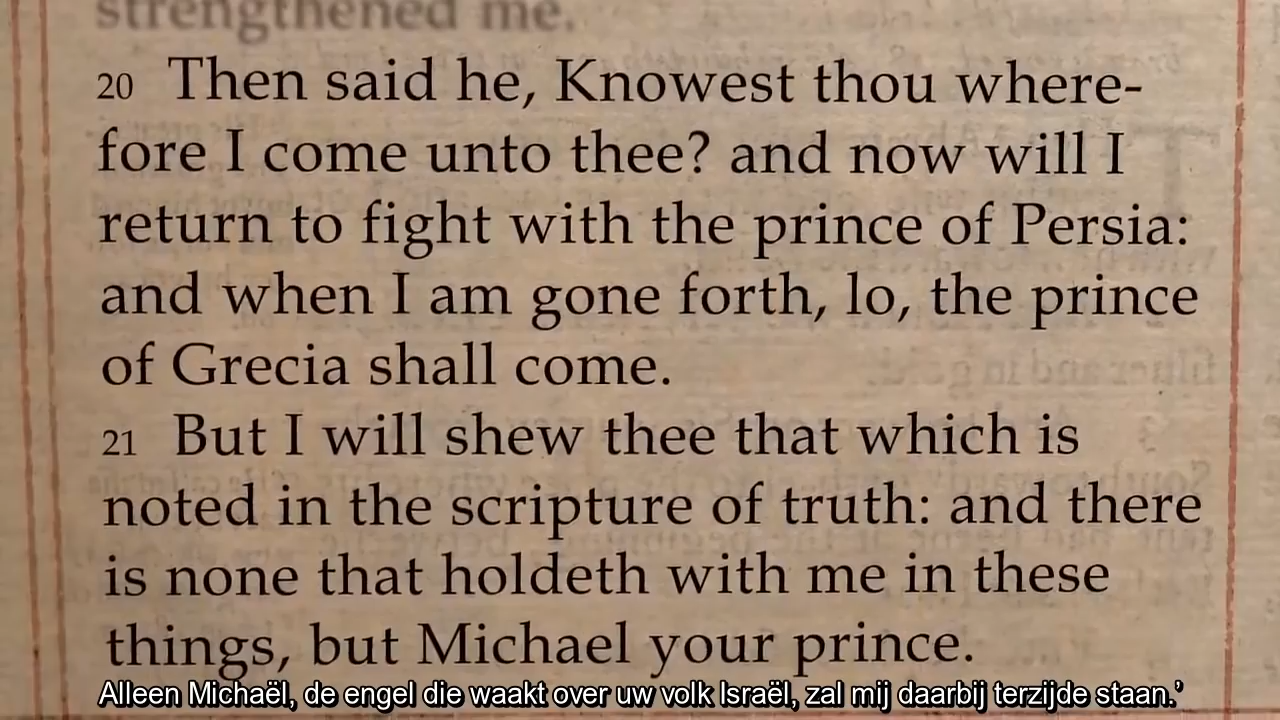 strengthened me.
20 Then said he, Knowest thou where-
fore I come unto thee? and now will I
return to fight with the prince of Persia:
and when I am gone forth, lo, the prince
of Grecia shall come.
21 But I will shew thee that which is
noted in the scripture of truth: and there
is none that holdeth with me in these
things, but Michael your prince.
Alleen Michaël, de engel die waakt over uw volk Israël, zal mij daarbij terzijde staan.’